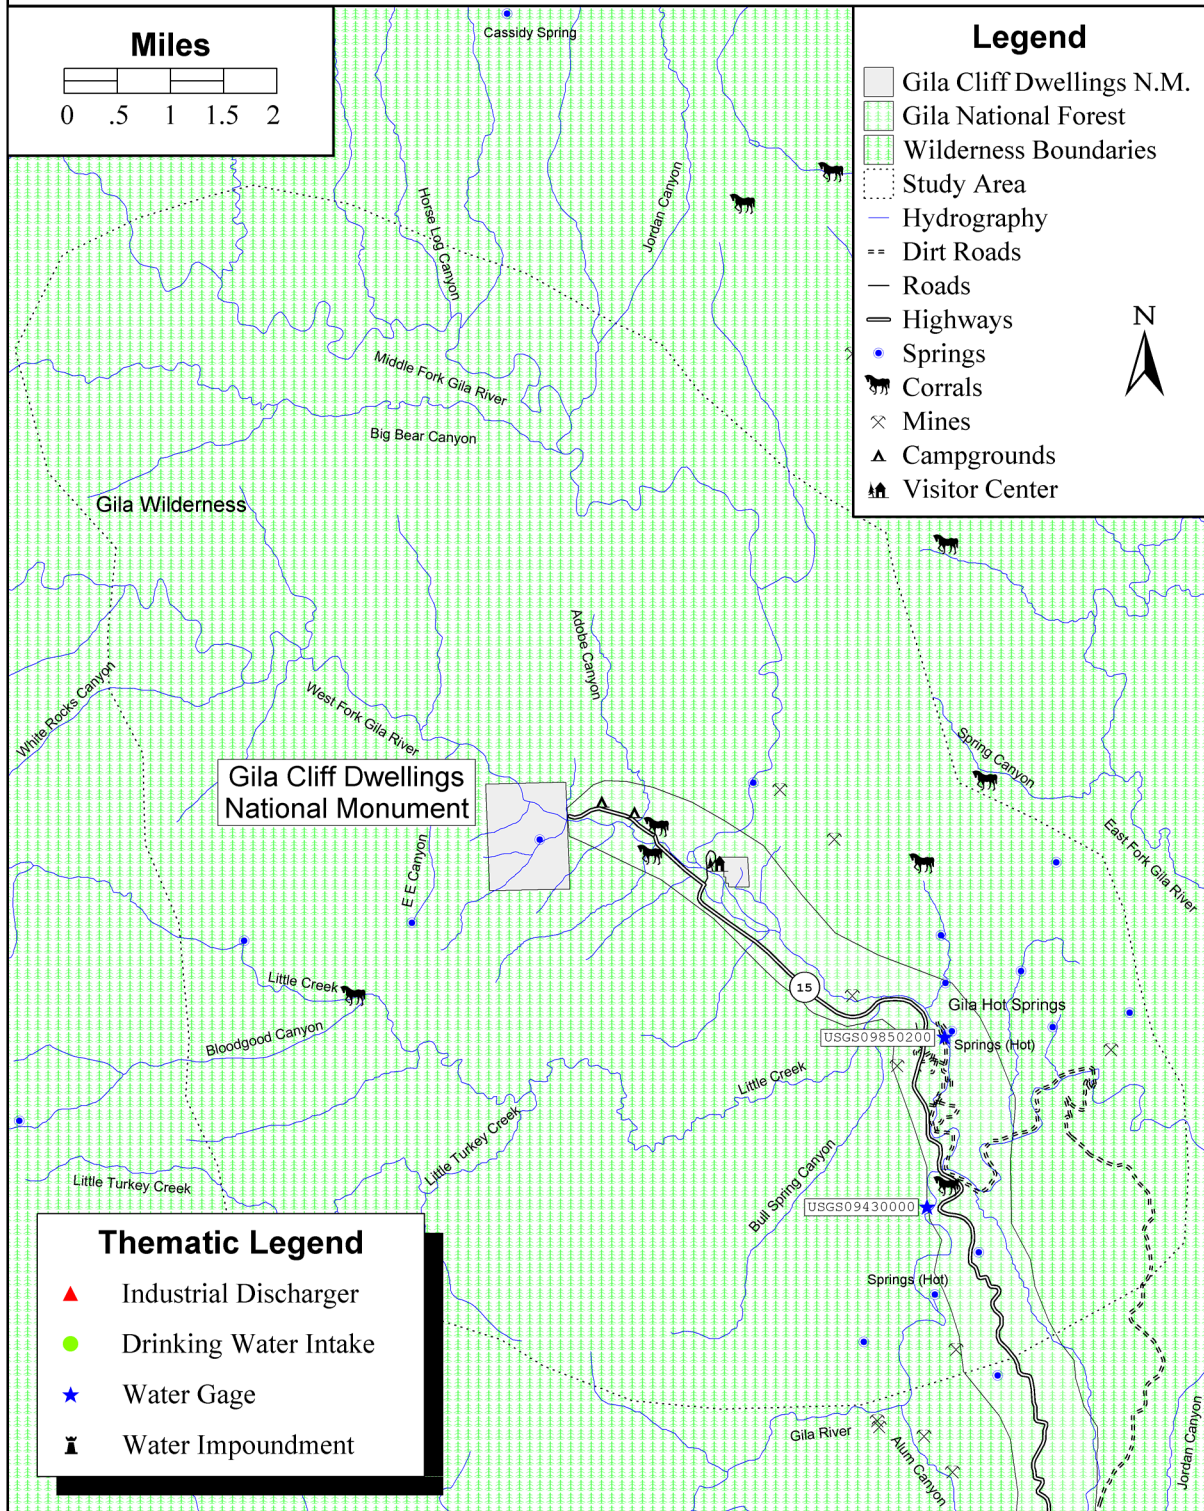 Miles
0 .5 1 1.5 2
Cassidy Spring
Legend
Gila Cliff Dwellings N.M.
Gila National Forest
Wilderness Boundaries
Study Area
Hydrography
Dirt Roads
Roads
Highways
Springs
Corrals
Mines
Campgrounds
Visitor Center
N
Horse Log Canyon
Jordan Canyon
Middle Fork Gila River
Big Bear Canyon
Gila Wilderness
Adobe Canyon
White Rocks Canyon
West Fork Gila River
Spring Canyon
Gila Cliff Dwellings
National Monument
East Fork Gila River
E E Canyon
Little Creek
15
Gila Hot Springs
Bloodgood Canyon
USGS09850200
Springs (Hot)
Little Creek
Little Turkey Creek
Little Turkey Creek
Bull Spring Canyon
USGS09430000
Springs (Hot)
Thematic Legend
Industrial Discharger
Drinking Water Intake
Water Gage
Water Impoundment
Gila River
Alum Canyon
Jordan Canyon